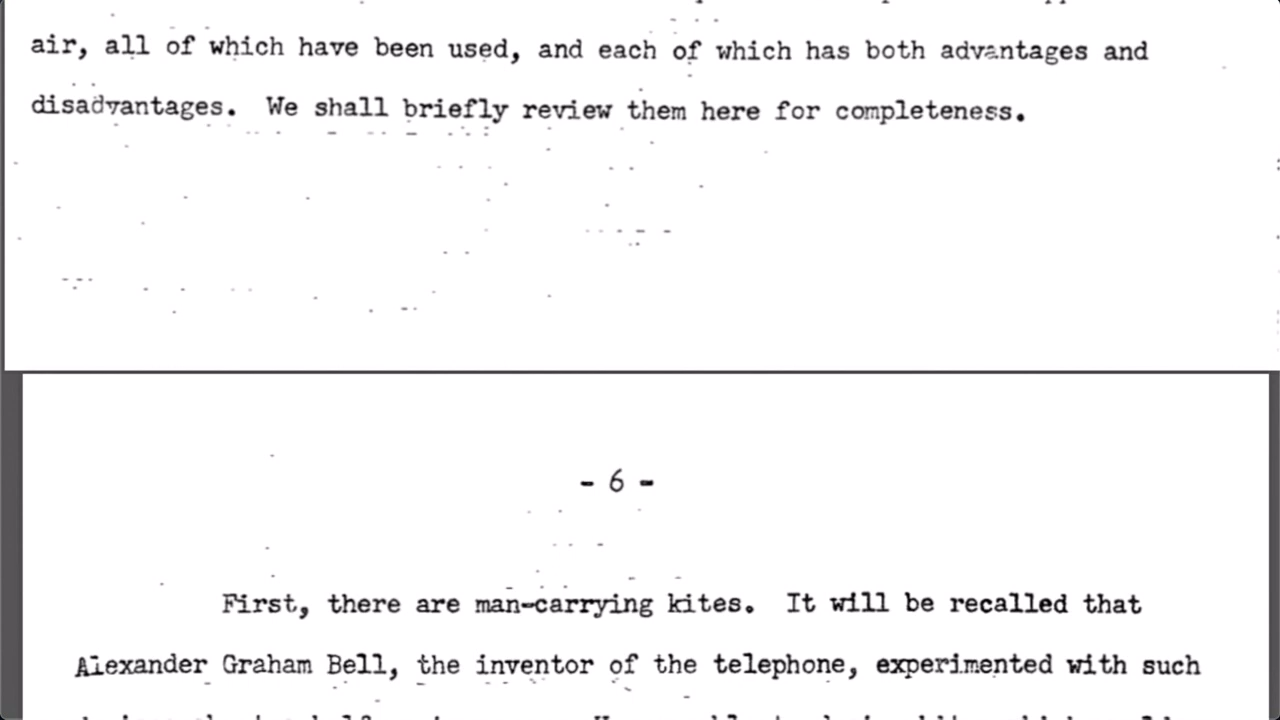 air, all of which have been used, and each of which has both advantages and
disadvantages. We shall briefly review them here for completeness.
- 6 -
First, there are man-carrying kites. It will be recalled that
Alexander Graham Bell, the inventor of the telephone, experimented with such